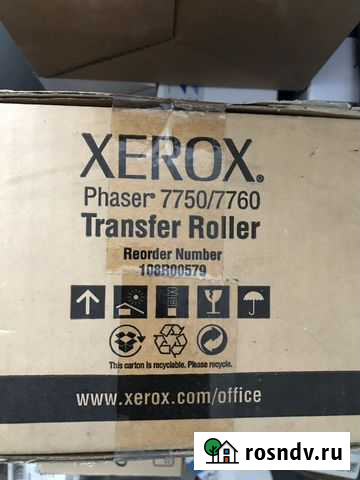 XEROX®
Phaser® 7750/7760
Transfer Roller
Reorder Number
108R00579
This carton is recyclable. Please recycle.
www.xerox.com/office
rosndv.ru